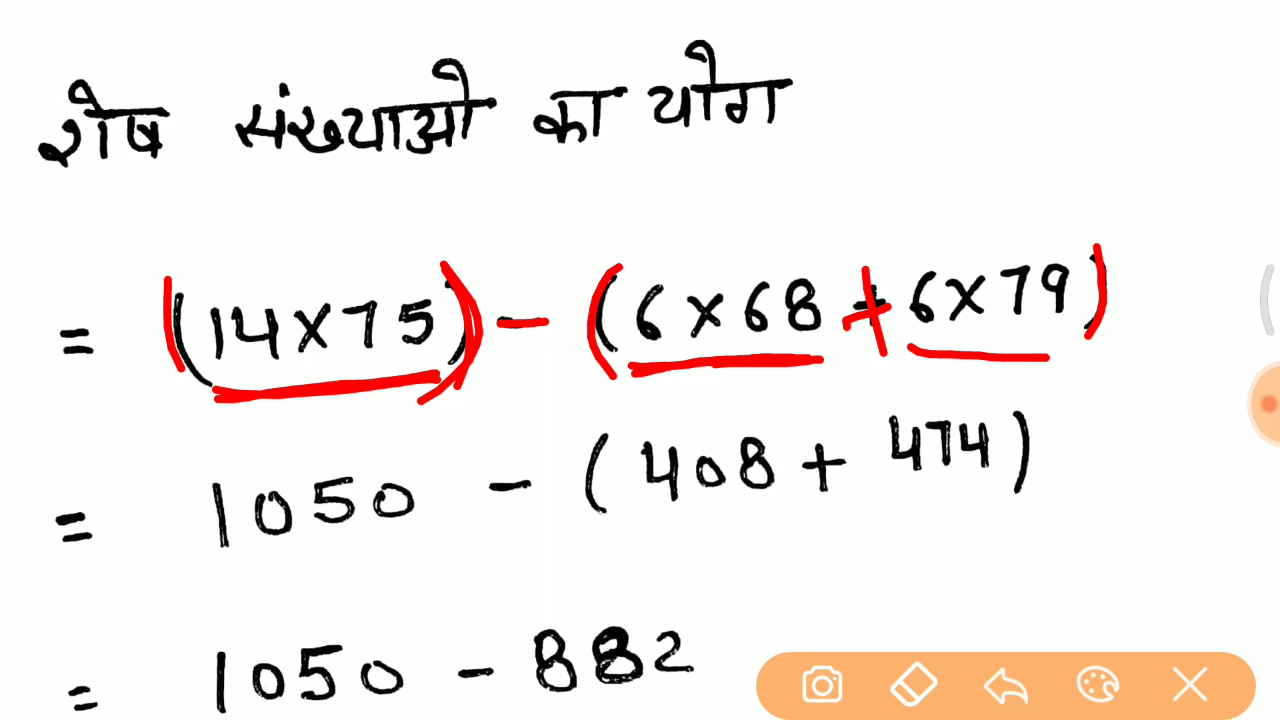 शेष संख्याओ का योग
= (14×75) - (6×68 + 6×79)
= 1050 - (408 + 474)
= 1050 - 882